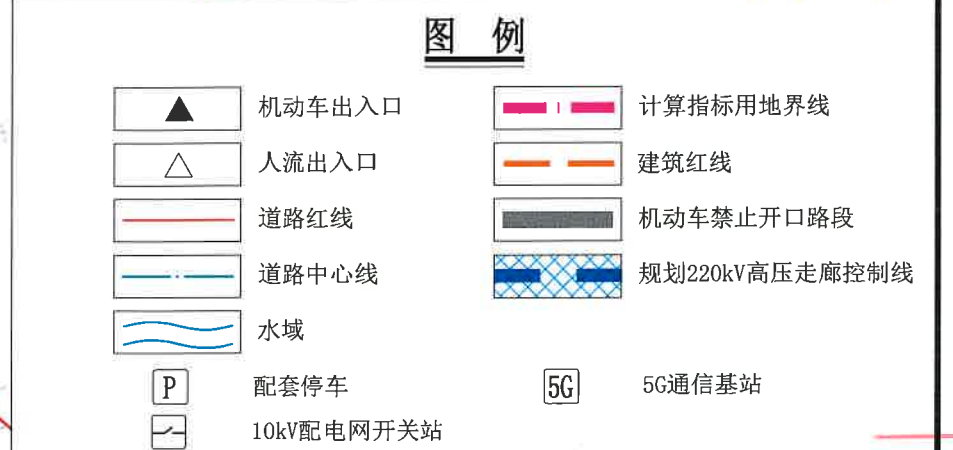 图 例
机动车出入口
计算指标用地界线
人流出入口
建筑红线
道路红线
机动车禁止开口路段
道路中心线
规划220kV高压走廊控制线
水域
P 配套停车
5G 5G通信基站
10kV配电网开关站